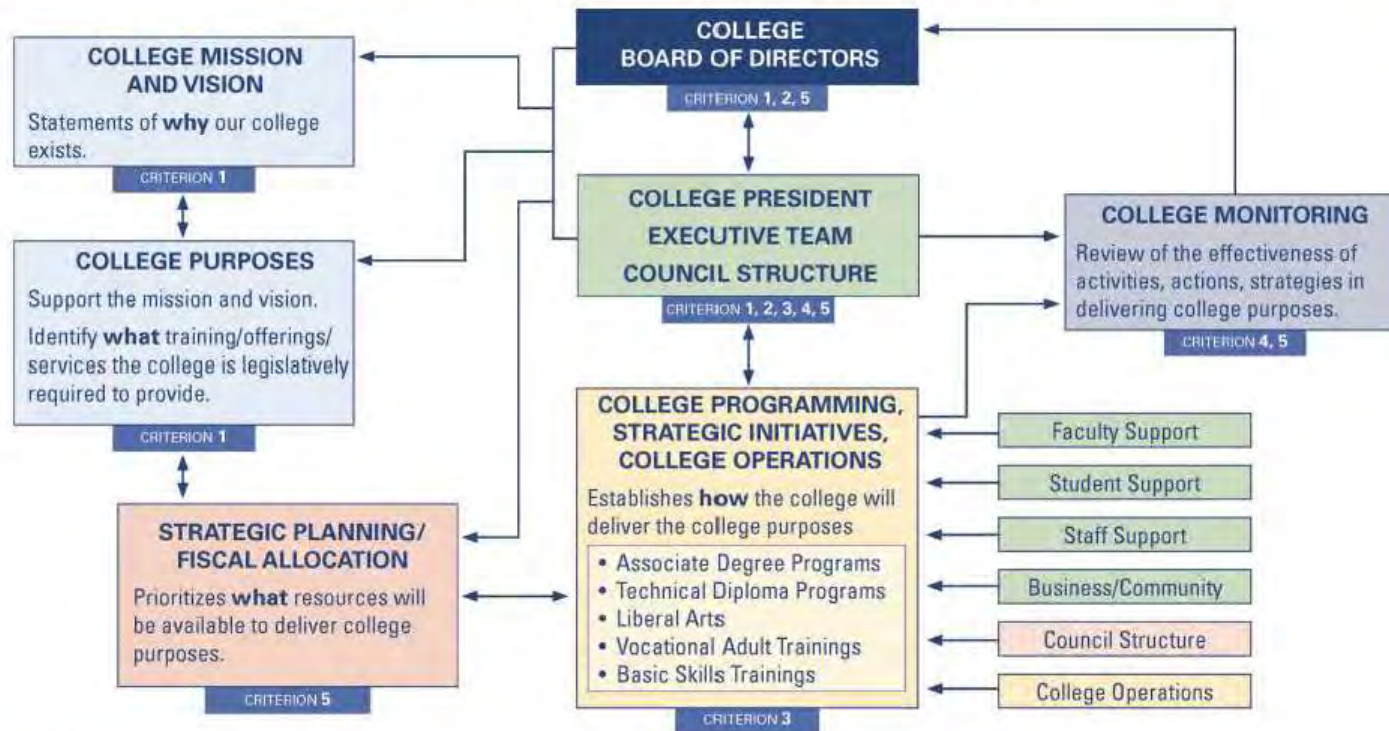 COLLEGE MISSION
AND VISION
Statements of why our college
exists.
CRITERION 1
COLLEGE PURPOSES
Support the mission and vision.
Identify what training/offerings/
services the college is legislatively
required to provide.
CRITERION 1
STRATEGIC PLANNING/
FISCAL ALLOCATION
Prioritizes what resources will
be available to deliver college
purposes.
CRITERION 5
COLLEGE
BOARD OF DIRECTORS
CRITERION 1, 2, 5
COLLEGE PRESIDENT
EXECUTIVE TEAM
COUNCIL STRUCTURE
CRITERION 1, 2, 3, 4, 5
COLLEGE PROGRAMMING,
STRATEGIC INITIATIVES,
COLLEGE OPERATIONS
Establishes how the college will
deliver the college purposes
• Associate Degree Programs
• Technical Diploma Programs
• Liberal Arts
• Vocational Adult Trainings
• Basic Skills Trainings
CRITERION 3
COLLEGE MONITORING
Review of the effectiveness of
activities, actions, strategies in
delivering college purposes.
CRITERION 4, 5
Faculty Support
Student Support
Staff Support
Business/Community
Council Structure
College Operations